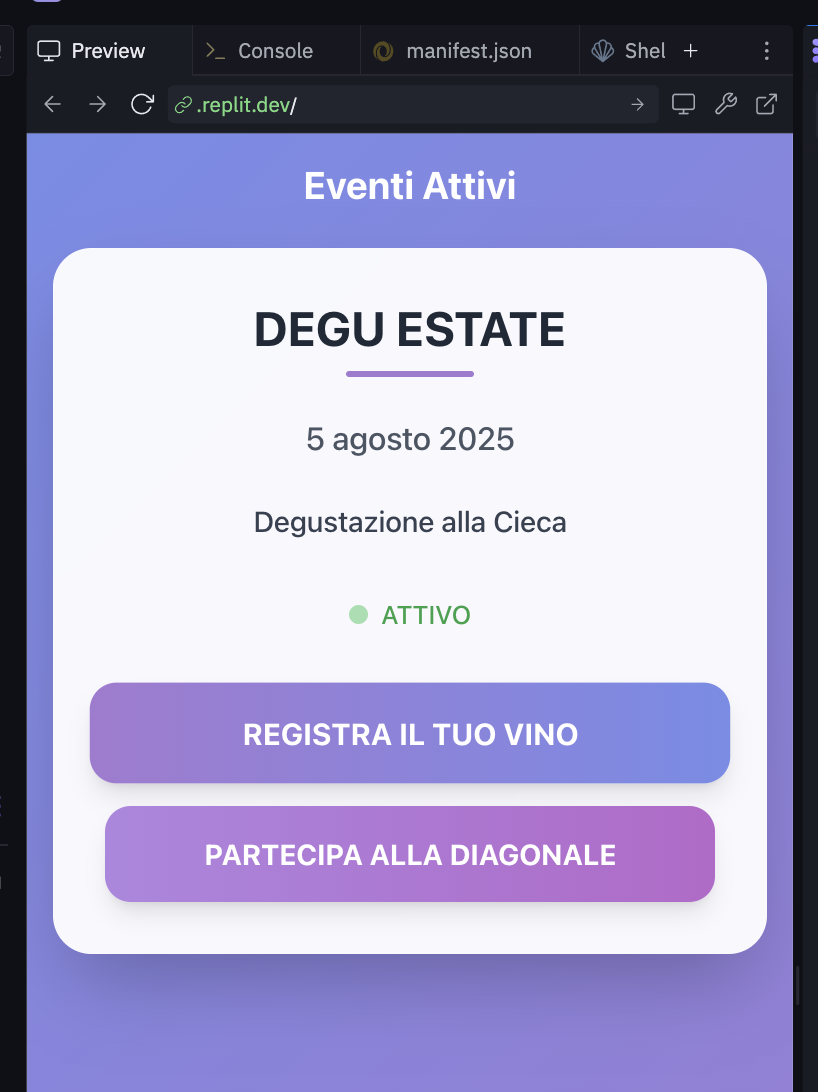 Preview
Console
manifest.json
Shel
.replit.dev/
Eventi Attivi
DEGU ESTATE
5 agosto 2025
Degustazione alla Cieca
ATTIVO
REGISTRA IL TUO VINO
PARTECIPA ALLA DIAGONALE